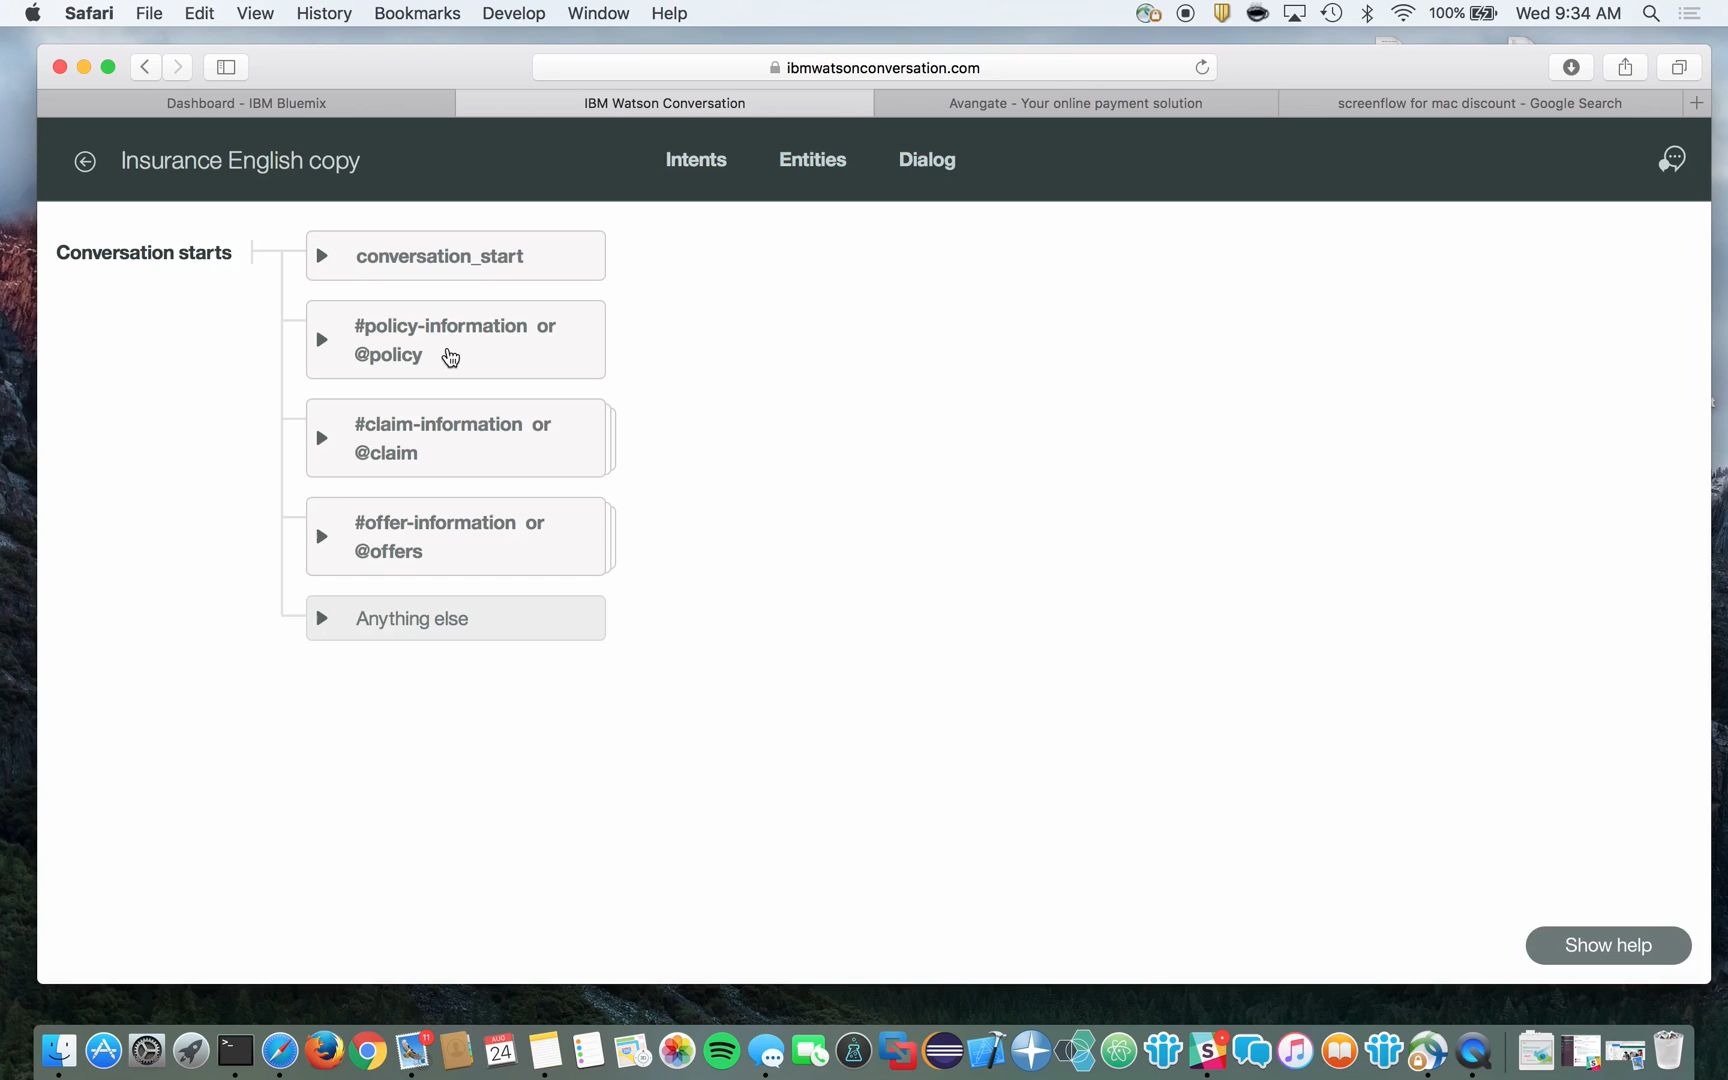 Safari File Edit View History Bookmarks Develop Window Help 100% Wed 9:34 AM
ibmwatsonconversation.com
Dashboard - IBM Bluemix IBM Watson Conversation Avangate - Your online payment solution screenflow for mac discount - Google Search
Insurance English copy Intents Entities Dialog
Conversation starts
conversation_start
#policy-information or
@policy
#claim-information or
@claim
#offer-information or
@offers
Anything else
Show help
11
AUG
24